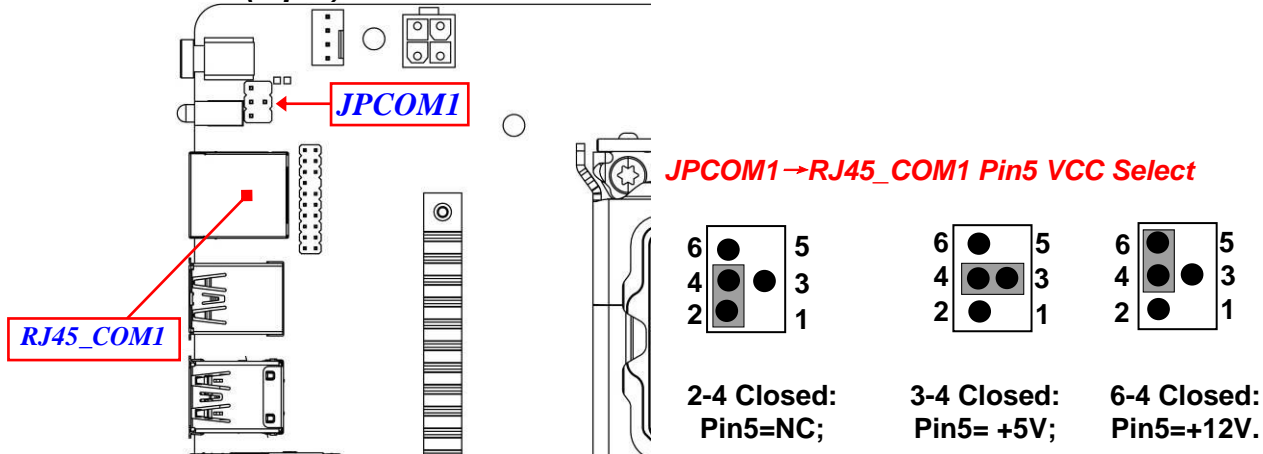 JPCOM1
RJ45_COM1
JPCOM1→RJ45_COM1 Pin5 VCC Select
6 5
4 3
2 1
6 5
4 3
2 1
6 5
4 3
2 1
2-4 Closed:
Pin5=NC;
3-4 Closed:
Pin5= +5V;
6-4 Closed:
Pin5=+12V.